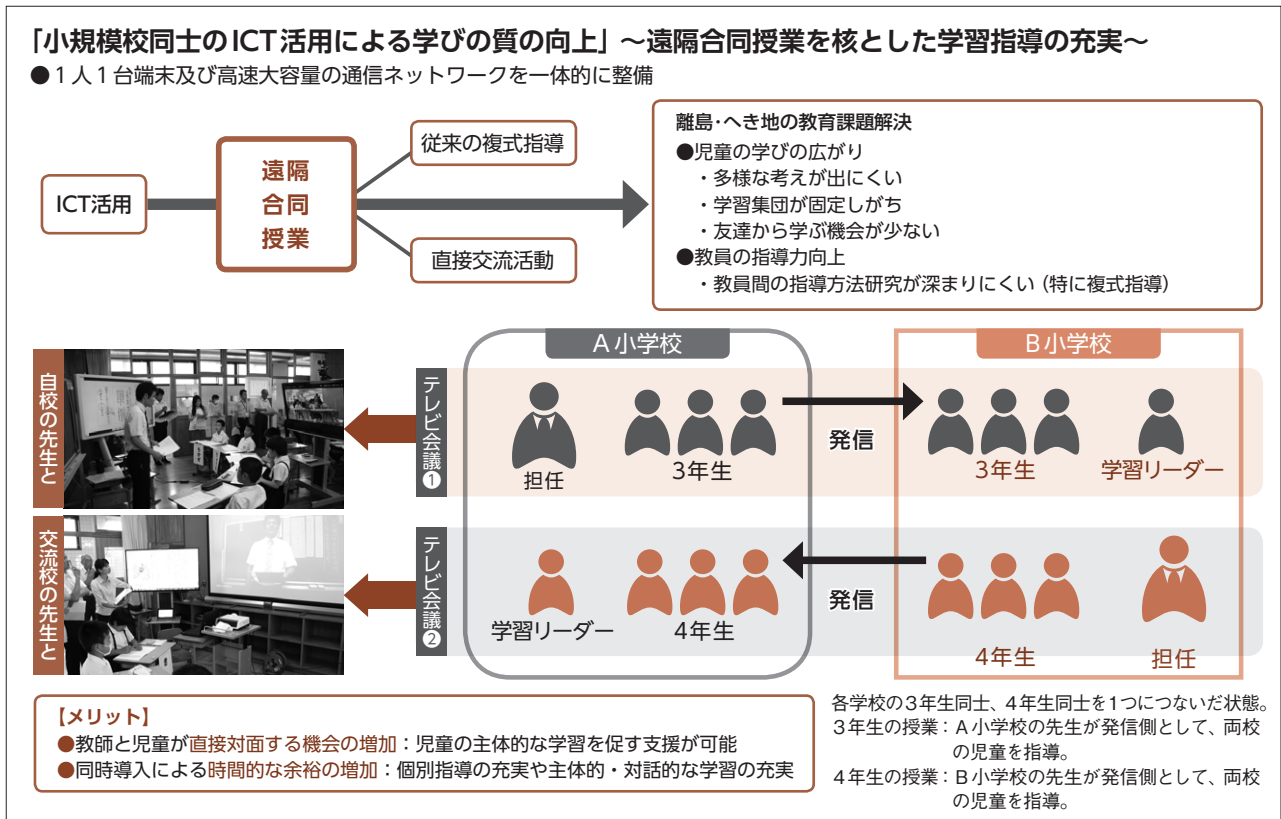 「小規模校同士のICT活用による学びの質の向上」 ～遠隔合同授業を核とした学習指導の充実～
●１人１台端末及び高速大容量の通信ネットワークを一体的に整備
ICT活用
遠隔
合同
授業
従来の複式指導
直接交流活動
離島・へき地の教育課題解決
●児童の学びの広がり
・多様な考えが出にくい
・学習集団が固定しがち
・友達から学ぶ機会が少ない
●教員の指導力向上
・教員間の指導方法研究が深まりにくい（特に複式指導）
A小学校
B小学校
自校の先生と
テレビ会議❶
担任
3年生
発信
3年生
学習リーダー
交流校の先生と
テレビ会議❷
学習リーダー
4年生
発信
4年生
担任
【メリット】
●教師と児童が直接対面する機会の増加：児童の主体的な学習を促す支援が可能
●同時導入による時間的な余裕の増加：個別指導の充実や主体的・対話的な学習の充実
各学校の３年生同士、４年生同士を1つにつないだ状態。
３年生の授業：Ａ小学校の先生が発信側として、両校
の児童を指導。
４年生の授業：Ｂ小学校の先生が発信側として、両校
の児童を指導。